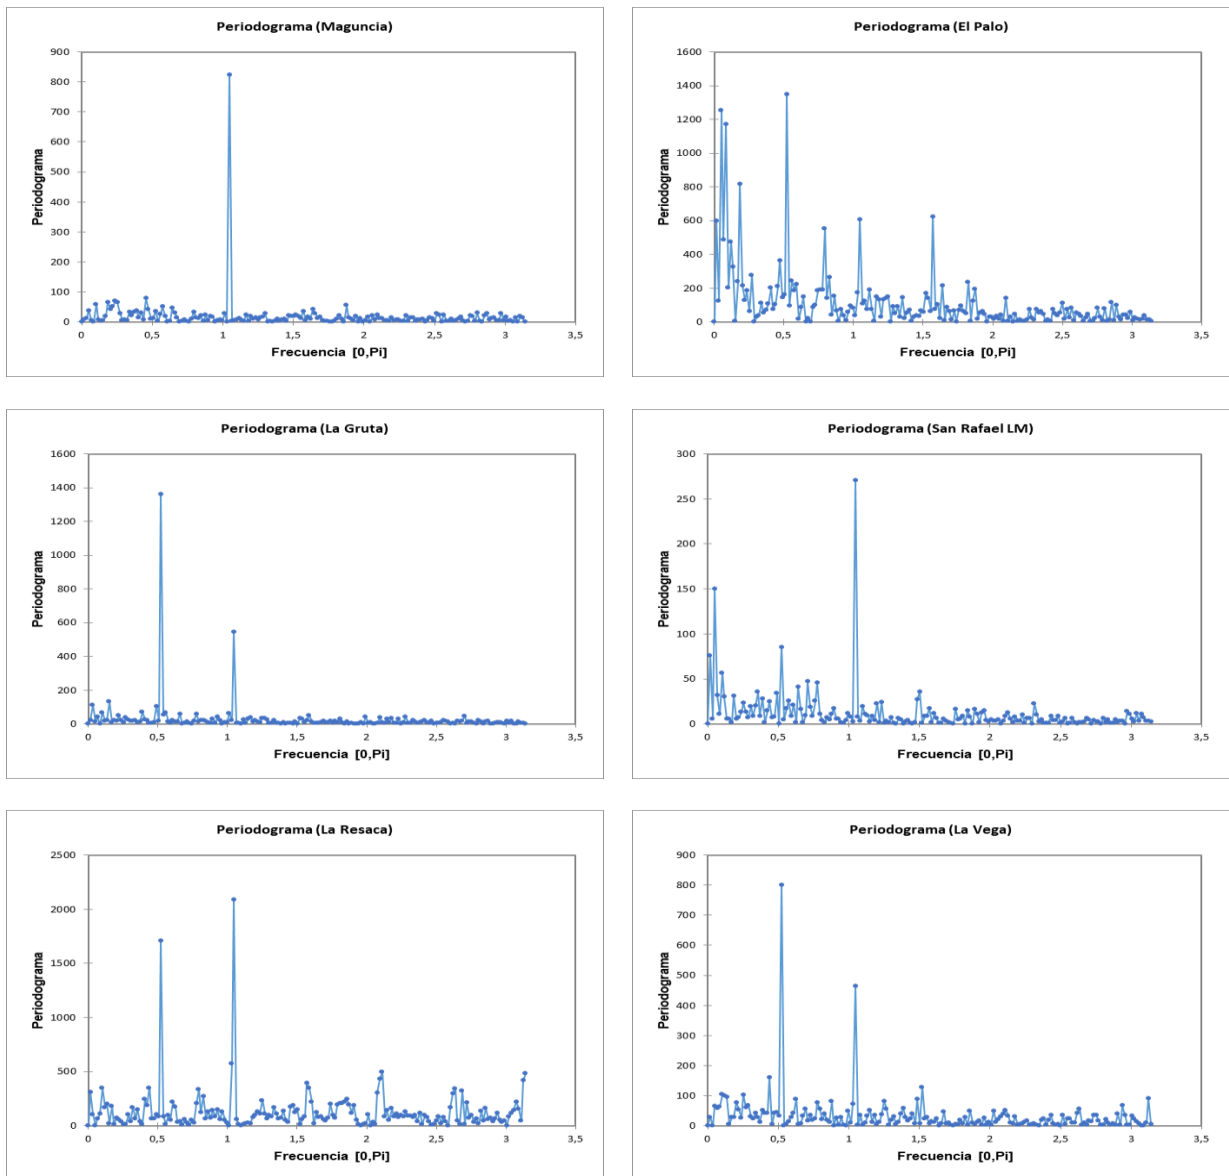 Periodograma (Maguncia)
900
800
700
600
500
400
300
200
100
0
0 0,5 1 1,5 2 2,5 3 3,5
Periodograma
Frecuencia [0,Pi]
Periodograma (El Palo)
1600
1400
1200
1000
800
600
400
200
0
0 0,5 1 1,5 2 2,5 3 3,5
Periodograma
Frecuencia [0,Pi]
Periodograma (La Gruta)
1600
1400
1200
1000
800
600
400
200
0
0 0,5 1 1,5 2 2,5 3 3,5
Periodograma
Frecuencia [0,Pi]
Periodograma (San Rafael LM)
300
250
200
150
100
50
0
0 0,5 1 1,5 2 2,5 3 3,5
Periodograma
Frecuencia [0,Pi]
Periodograma (La Resaca)
2500
2000
1500
1000
500
0
0 0,5 1 1,5 2 2,5 3 3,5
Periodograma
Frecuencia [0,Pi]
Periodograma (La Vega)
900
800
700
600
500
400
300
200
100
0
0 0,5 1 1,5 2 2,5 3 3,5
Periodograma
Frecuencia [0,Pi]